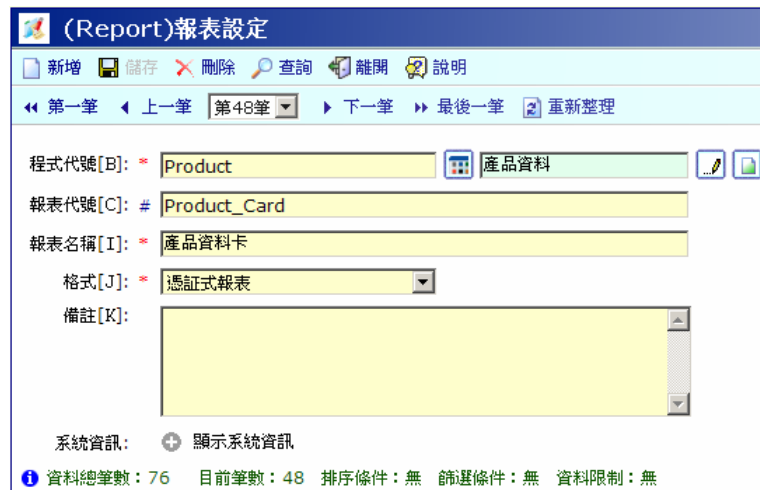 (Report)報表設定
新增 儲存 刪除 查詢 離開 說明
第一筆 上一筆 第48筆 下一筆 最後一筆 重新整理
程式代號[B]: * Product 產品資料
報表代號[C]: # Product_Card
報表名稱[I]: * 產品資料卡
格式[J]: * 憑証式報表
備註[K]:
系統資訊: 顯示系統資訊
資料總筆數：76 目前筆數：48 排序條件：無 篩選條件：無 資料限制：無